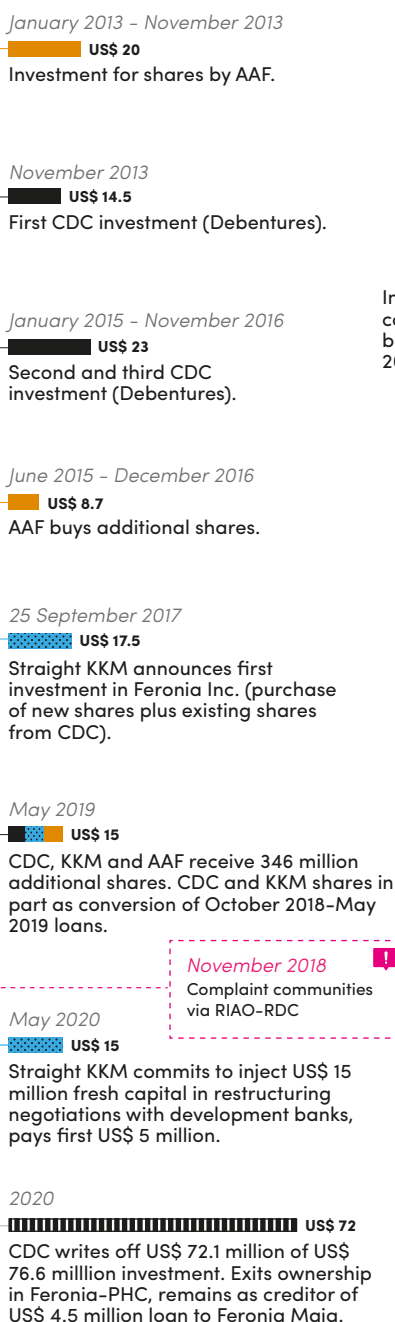 January 2013 - November 2013
US$ 20
Investment for shares by AAF.
November 2013
US$ 14.5
First CDC investment (Debentures).
January 2015 - November 2016
US$ 23
Second and third CDC
investment (Debentures).
June 2015 - December 2016
US$ 8.7
AAF buys additional shares.
25 September 2017
US$ 17.5
Straight KKM announces first
investment in Feronia Inc. (purchase
of new shares plus existing shares
from CDC).
May 2019
US$ 15
CDC, KKM and AAF receive 346 million
additional shares. CDC and KKM shares in
part as conversion of October 2018-May
2019 loans.
!
November 2018
Complaint communities
via RIAO-RDC
May 2020
US$ 15
Straight KKM commits to inject US$ 15
million fresh capital in restructuring
negotiations with development banks,
pays first US$ 5 million.
2020
US$ 72
CDC writes off US$ 72.1 million of US$
76.6 milllion investment. Exits ownership
in Feronia-PHC, remains as creditor of
US$ 4.5 million loan to Feronia Maia.